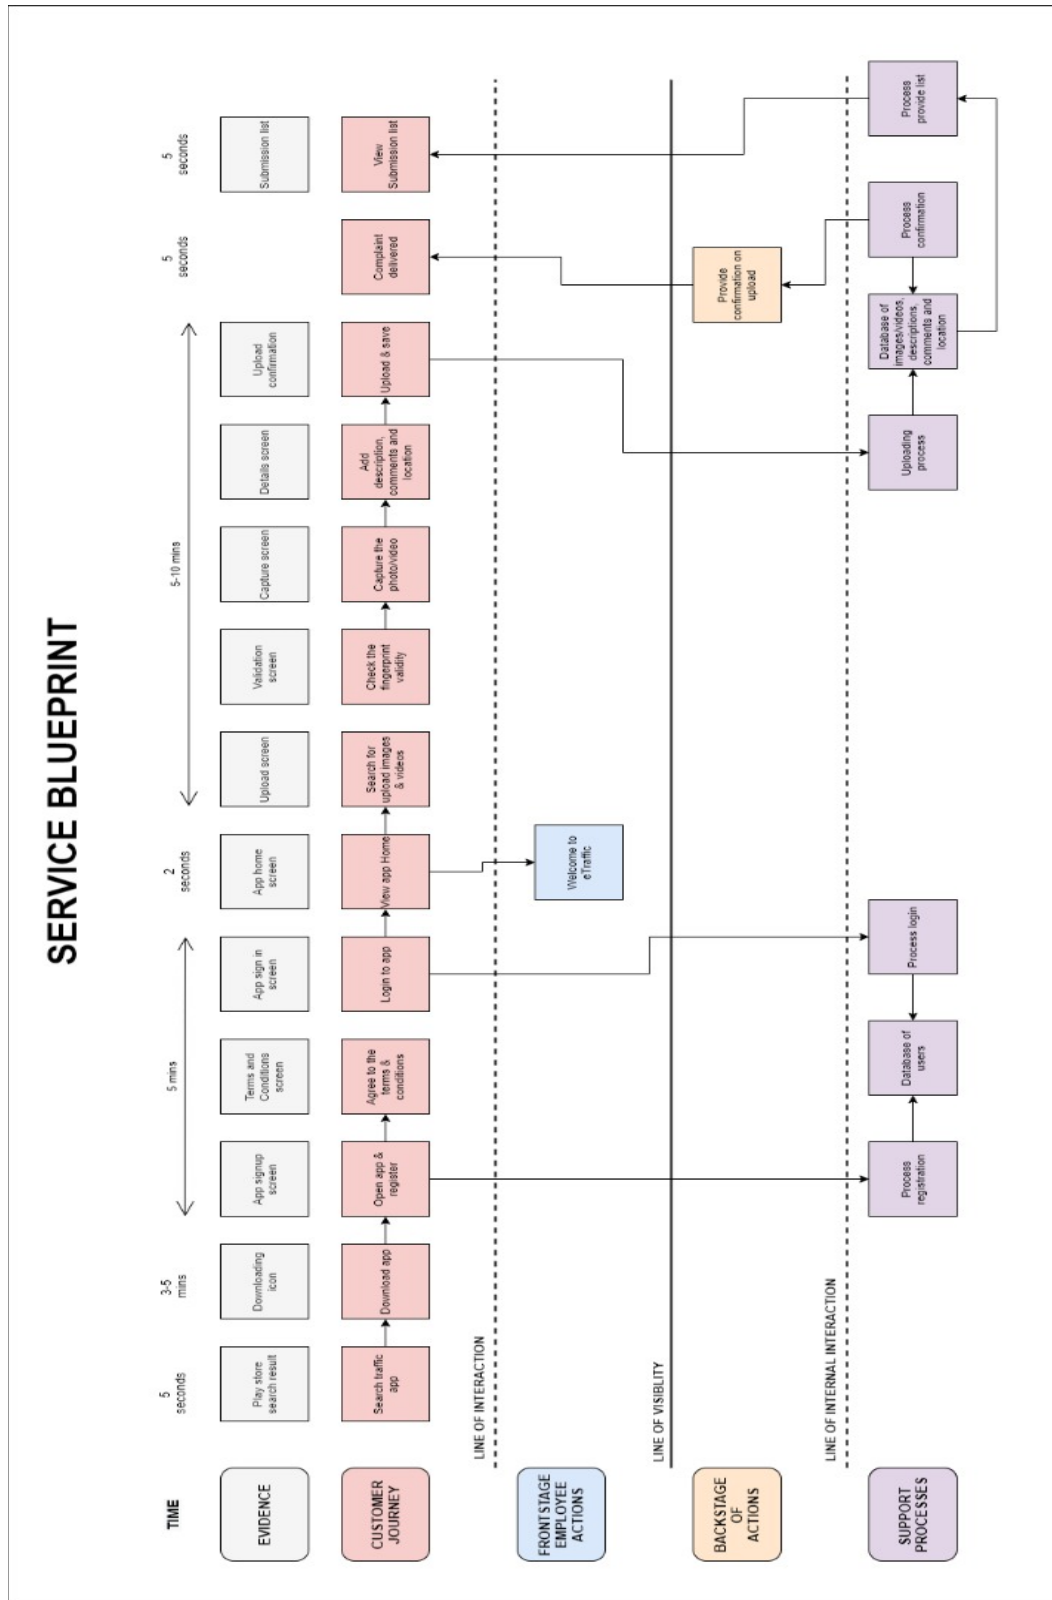 SERVICE BLUEPRINT
TIME
5
seconds
3-5
mins
5 mins
2
seconds
5-10 mins
5
seconds
5
seconds
EVIDENCE
Play store
search result
Downloading
icon
App signup
screen
Terms and
Conditions
screen
App sign in
screen
App home
screen
Upload screen
Validation
screen
Capture screen
Details screen
Upload
confirmation
Submission list
CUSTOMER
JOURNEY
Search traffic
app
Download app
Open app &
register
Agree to the
terms &
conditions
Login to app
View app Home
Search for
upload images
& videos
Check the
fingerprint
validity
Capture the
photo/video
Add
description,
comments and
location
Upload & save
Complaint
delivered
View
Submission list
LINE OF INTERACTION
FRONT STAGE
EMPLOYEE
ACTIONS
Welcome to
eTraffic
LINE OF VISIBLITY
BACKSTAGE
OF
ACTIONS
Provide
confirmation on
upload
LINE OF INTERNAL INTERACTION
SUPPORT
PROCESSES
Process
registration
Database of
users
Process login
Uploading
process
Database of
images/videos,
descriptions,
comments and
location
Process
confirmation
Process
provide list